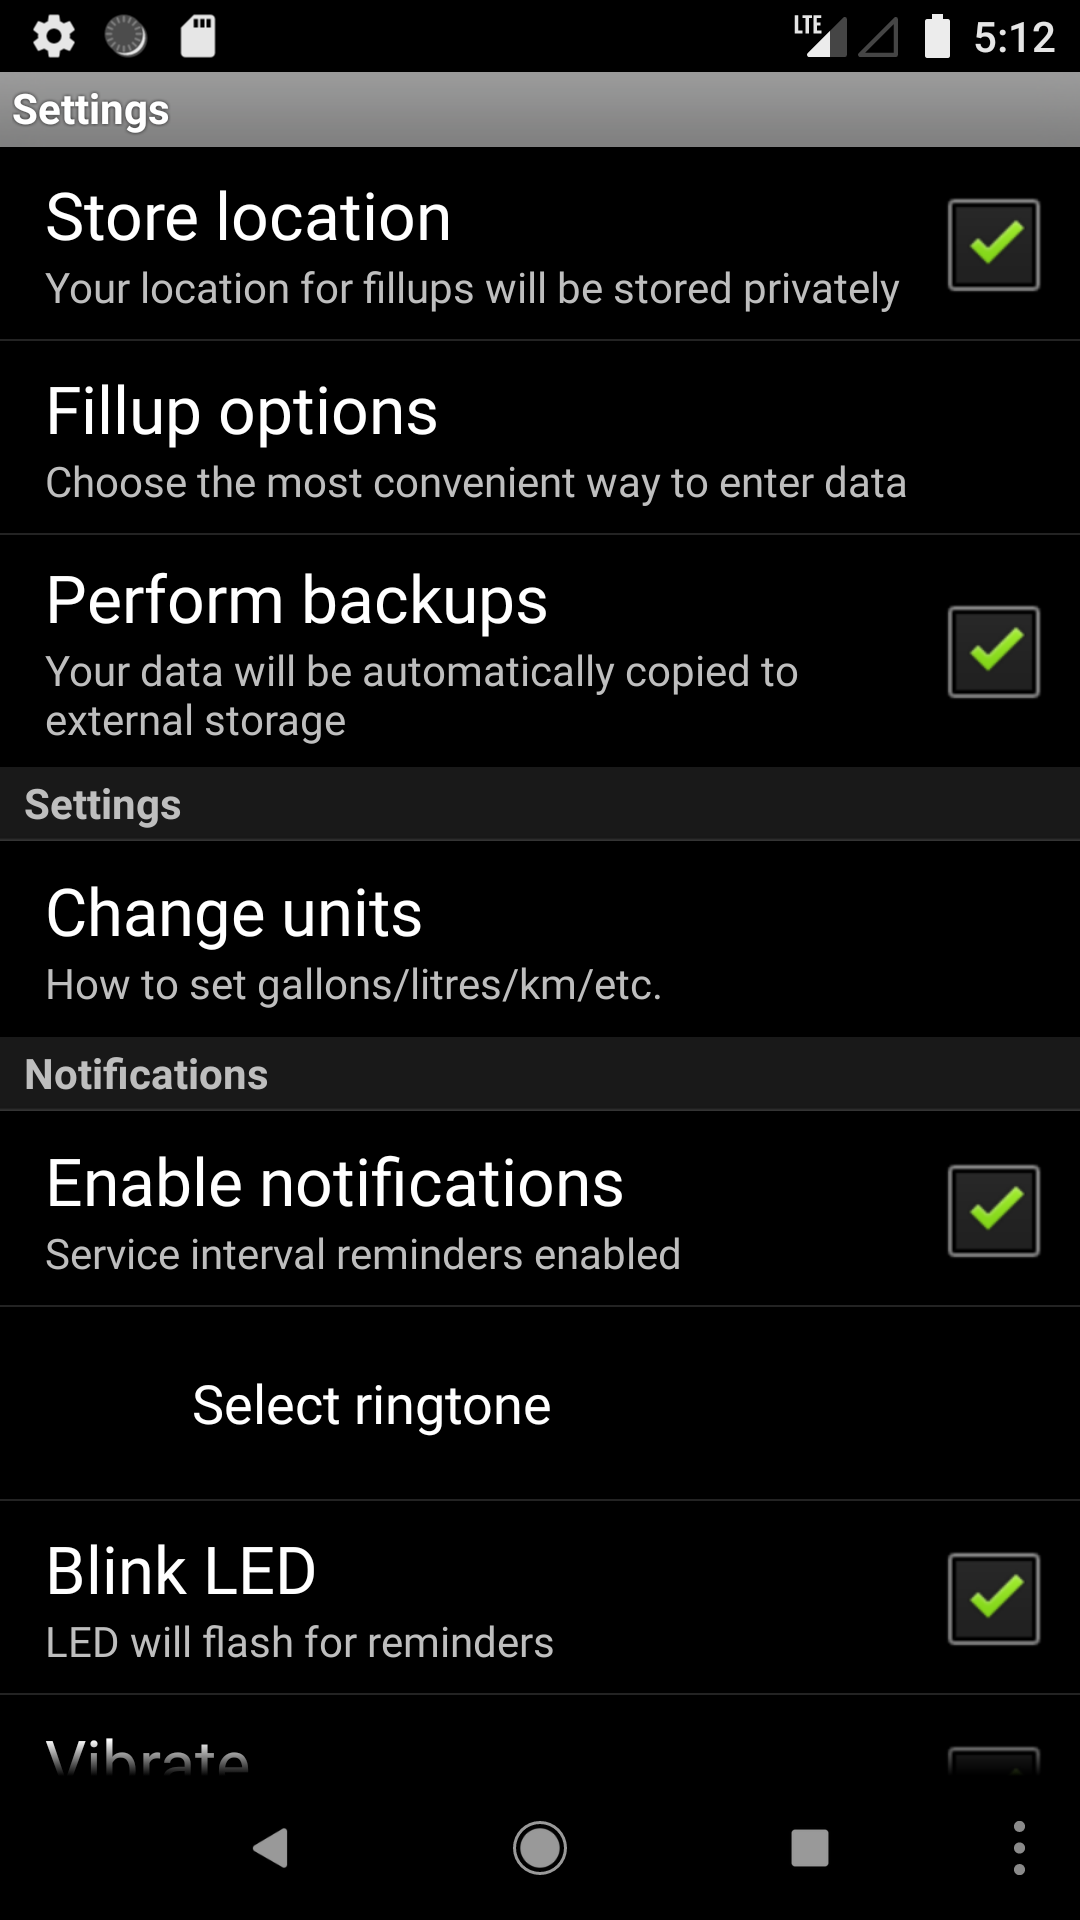 LTE 5:12
Settings
Store location
Your location for fillups will be stored privately
Fillup options
Choose the most convenient way to enter data
Perform backups
Your data will be automatically copied to
external storage
Settings
Change units
How to set gallons/litres/km/etc.
Notifications
Enable notifications
Service interval reminders enabled
Select ringtone
Blink LED
LED will flash for reminders
Vibrate